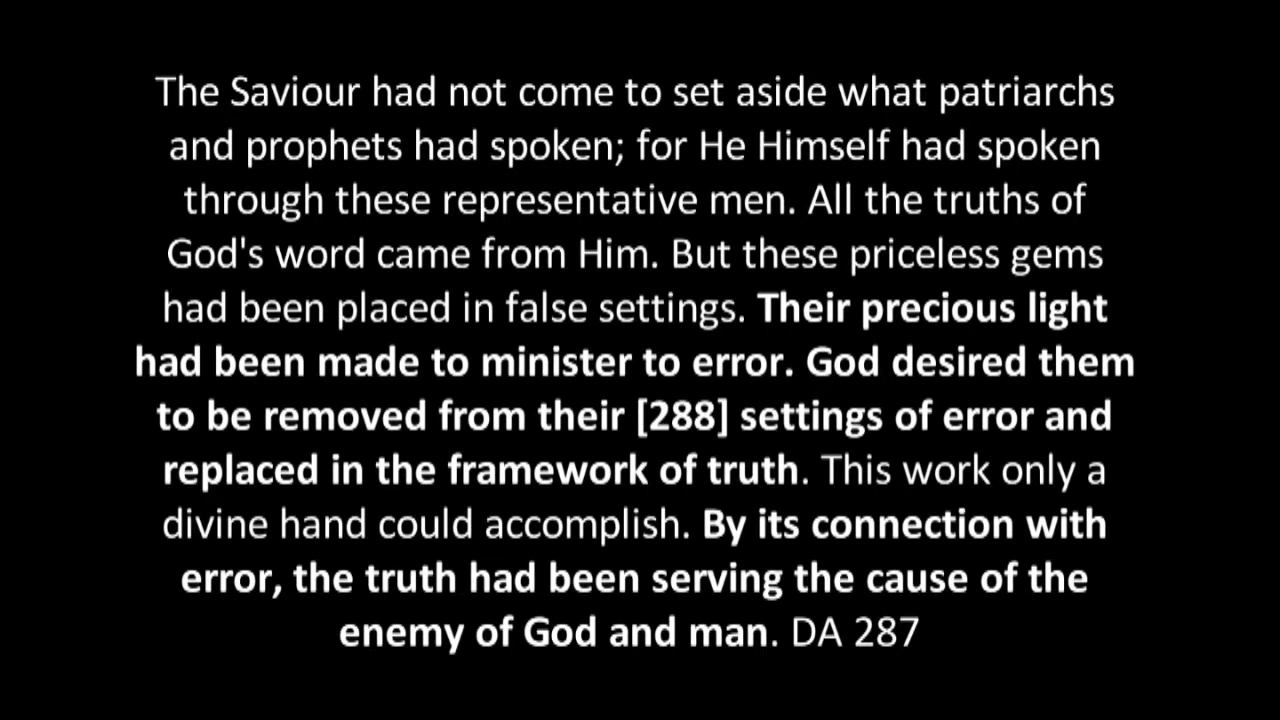 The Saviour had not come to set aside what patriarchs
and prophets had spoken; for He Himself had spoken
through these representative men. All the truths of
God's word came from Him. But these priceless gems
had been placed in false settings. Their precious light
had been made to minister to error. God desired them
to be removed from their [288] settings of error and
replaced in the framework of truth. This work only a
divine hand could accomplish. By its connection with
error, the truth had been serving the cause of the
enemy of God and man. DA 287